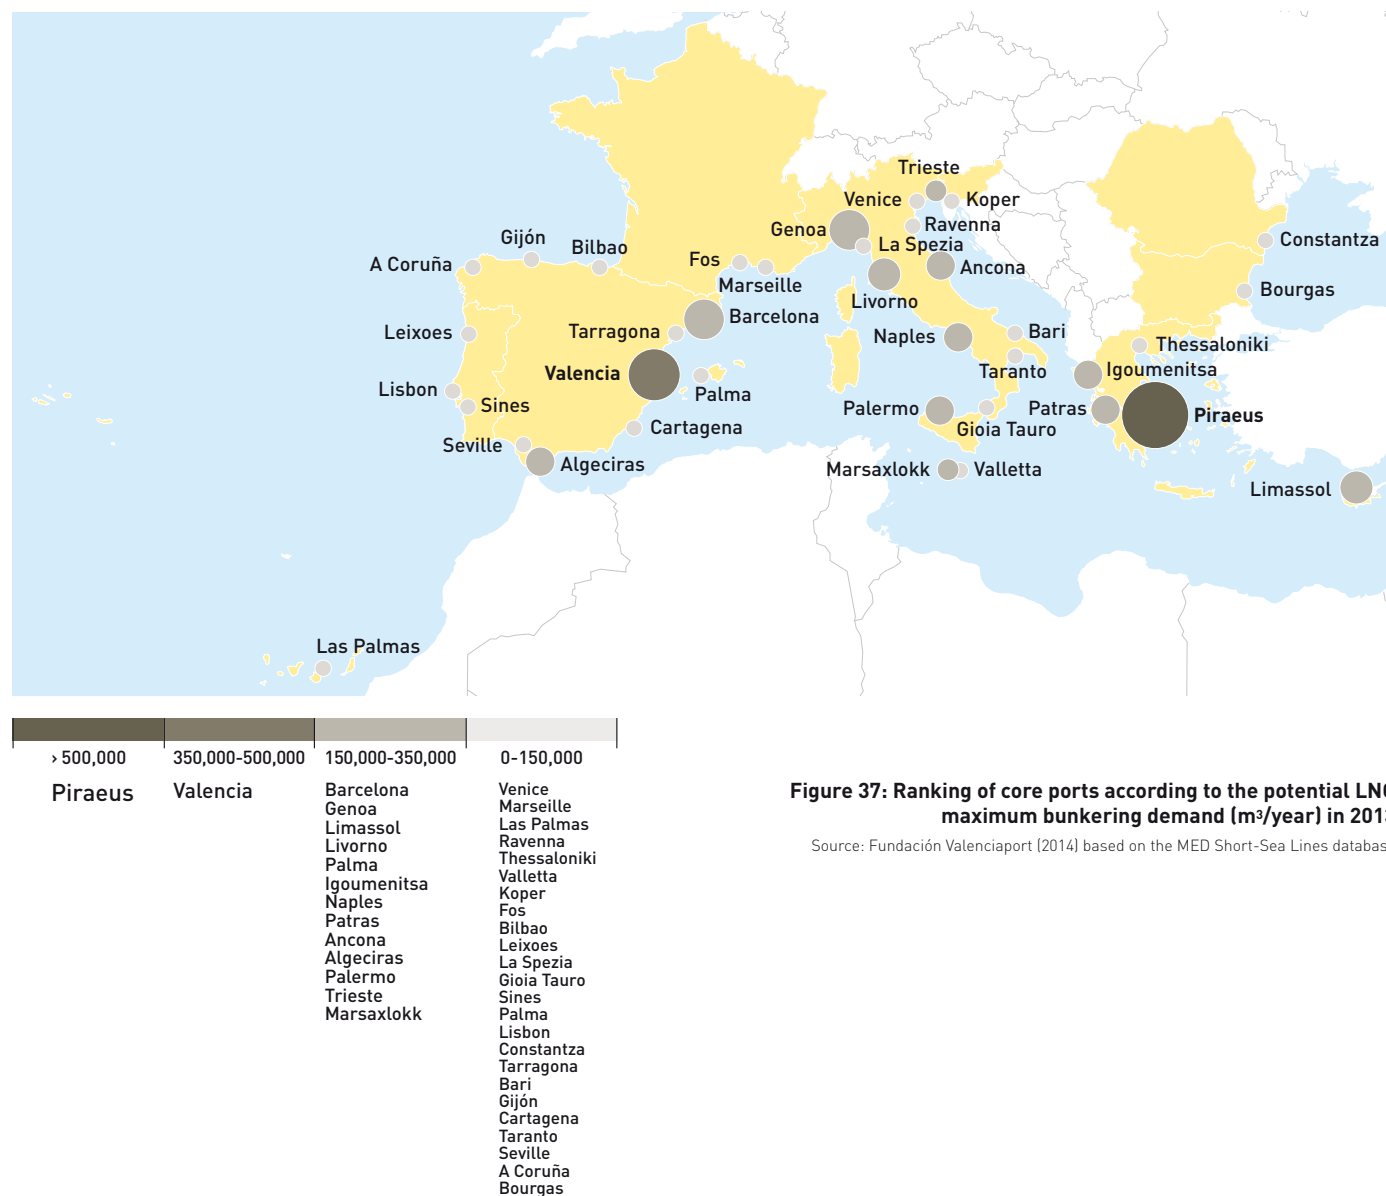 Trieste
Venice
Koper
Genoa
Ravenna
Gijón
Bilbao
La Spezia
Constantza
A Coruña
Fos
Ancona
Marseille
Livorno
Bourgas
Barcelona
Leixoes
Tarragona
Naples
Bari
Thessaloniki
Valencia
Taranto
Igoumenitsa
Lisbon
Palma
Sines
Palermo
Patras
Piraeus
Cartagena
Gioia Tauro
Seville
Algeciras
Marsaxlokk
Valletta
Limassol
Las Palmas
> 500,000
350,000-500,000
150,000-350,000
0-150,000
Piraeus
Valencia
Barcelona
Genoa
Limassol
Livorno
Palma
Igoumenitsa
Naples
Patras
Ancona
Algeciras
Palermo
Trieste
Marsaxlokk
Venice
Marseille
Las Palmas
Ravenna
Thessaloniki
Valletta
Koper
Fos
Bilbao
Leixoes
La Spezia
Gioia Tauro
Sines
Palma
Lisbon
Constantza
Tarragona
Bari
Gijón
Cartagena
Taranto
Seville
A Coruña
Bourgas
Figure 37: Ranking of core ports according to the potential LNG
maximum bunkering demand (m3/year) in 2013
Source: Fundación Valenciaport (2014) based on the MED Short-Sea Lines databas